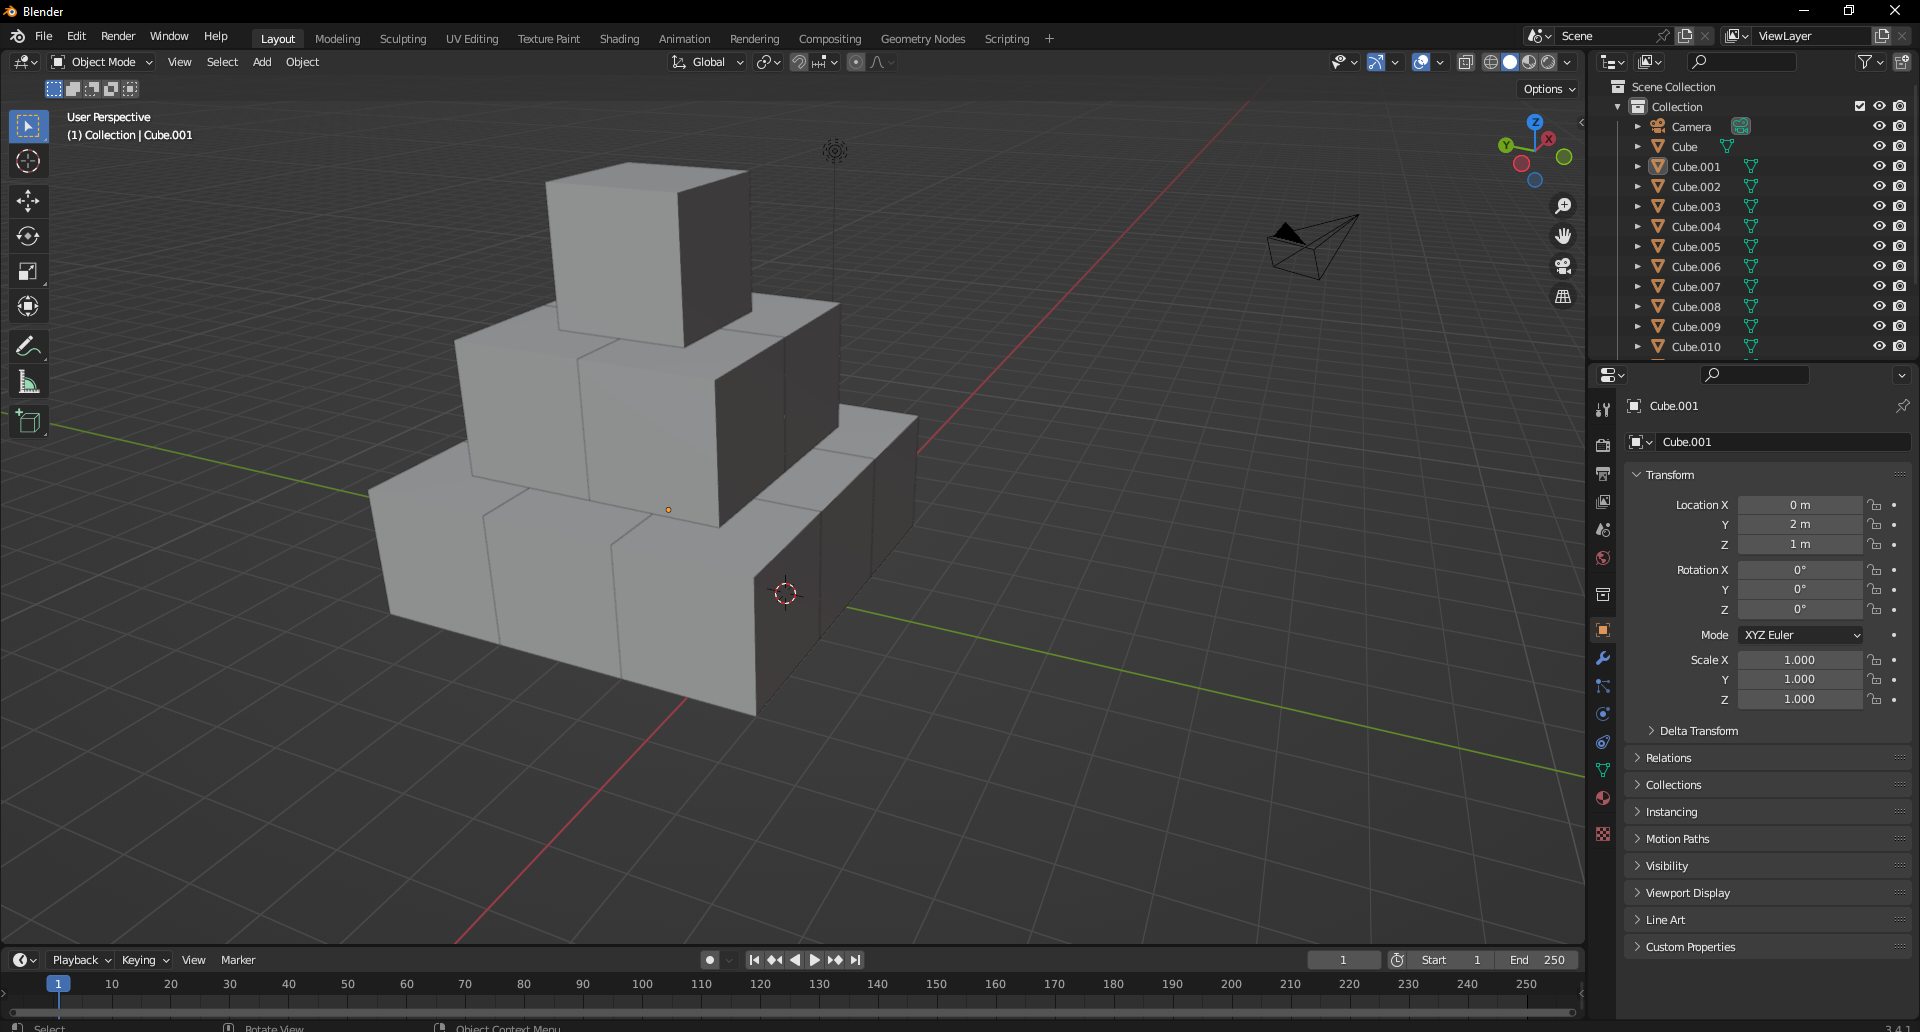 Blender
File Edit Render Window Help Layout Modeling Sculpting UV Editing Texture Paint Shading Animation Rendering Compositing Geometry Nodes Scripting + Scene ViewLayer
Object Mode View Select Add Object Global
Options
User Perspective
(1) Collection | Cube.001
Z
X
Y
Scene Collection
Collection
Camera
Cube
Cube.001
Cube.002
Cube.003
Cube.004
Cube.005
Cube.006
Cube.007
Cube.008
Cube.009
Cube.010
Cube.001
Cube.001
Transform
Location X 0 m
Y 2 m
Z 1 m
Rotation X 0°
Y 0°
Z 0°
Mode XYZ Euler
Scale X 1.000
Y 1.000
Z 1.000
Delta Transform
Relations
Collections
Instancing
Motion Paths
Visibility
Viewport Display
Line Art
Custom Properties
Playback Keying View Marker 1 Start 1 End 250
1 10 20 30 40 50 60 70 80 90 100 110 120 130 140 150 160 170 180 190 200 210 220 230 240 250
Select Rotate View Object Context Menu 3.4.1